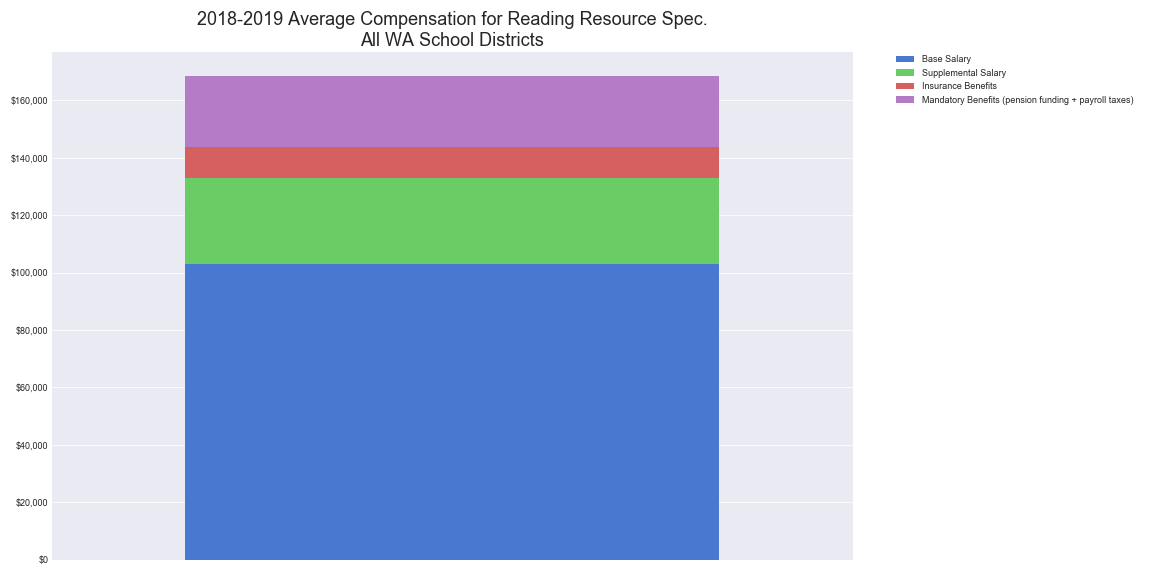 2018-2019 Average Compensation for Reading Resource Spec.
All WA School Districts
Base Salary
Supplemental Salary
Insurance Benefits
Mandatory Benefits (pension funding + payroll taxes)
$160,000
$140,000
$120,000
$100,000
$80,000
$60,000
$40,000
$20,000
$0